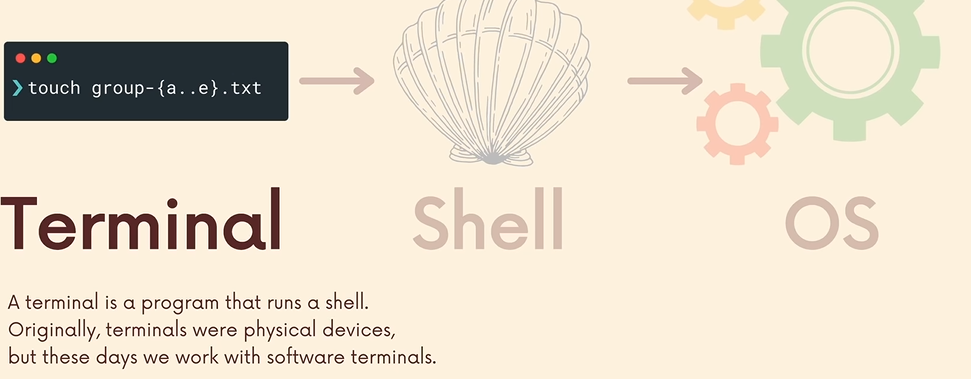 ❯touch group-{a..e}.txt
Terminal
Shell
OS
A terminal is a program that runs a shell.
Originally, terminals were physical devices,
but these days we work with software terminals.